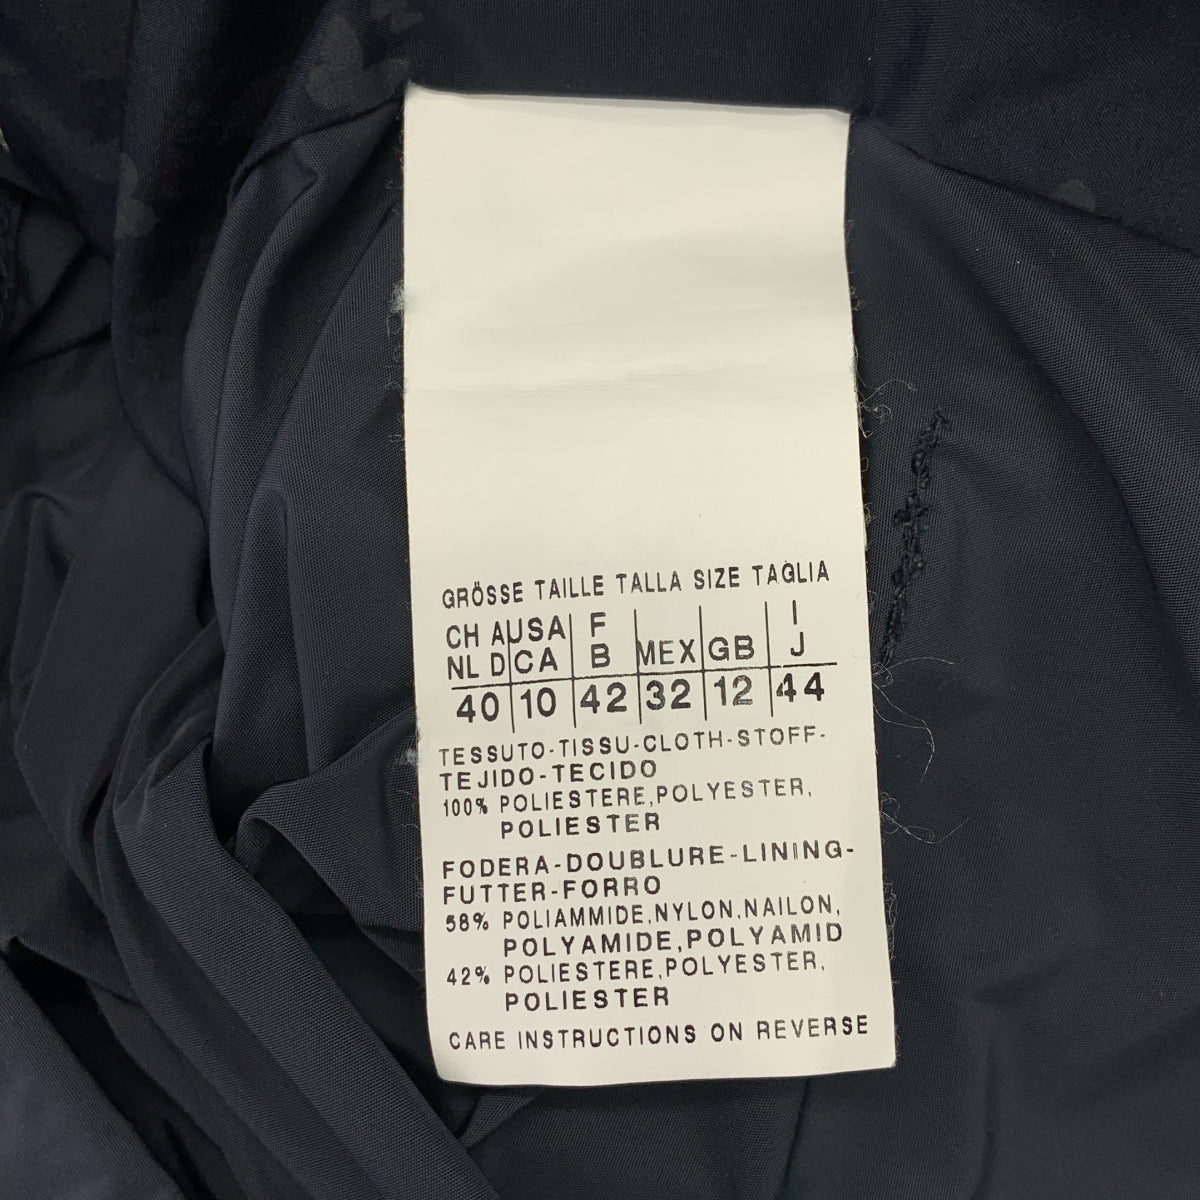 GRÖSSE TAILLE TALLA SIZE TAGLIA
CH A USA F I
NL D CA B MEX GB J
40 10 42 32 12 44
TESSUTO-TISSU-CLOTH-STOFF-
TEJIDO-TECIDO
100% POLIESTERE,POLYESTER,
POLIESTER
FODERA-DOUBLURE-LINING-
FUTTER-FORRO
58% POLIAMMIDE,NYLON,NAILON,
POLYAMIDE,POLYAMID
42% POLIESTERE,POLYESTER,
POLIESTER
CARE INSTRUCTIONS ON REVERSE